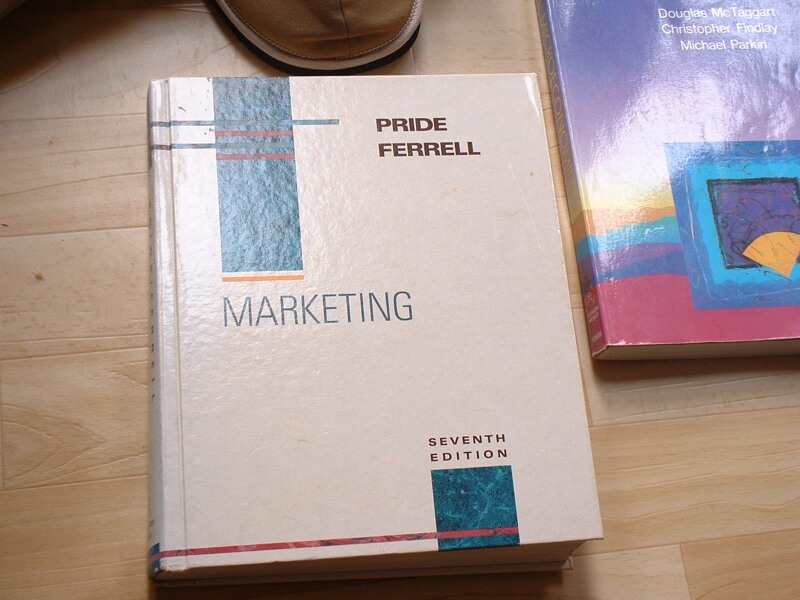 PRIDE
FERRELL
MARKETING
SEVENTH
EDITION
Douglas McTaggart
Christopher Findlay
Michael Parkin